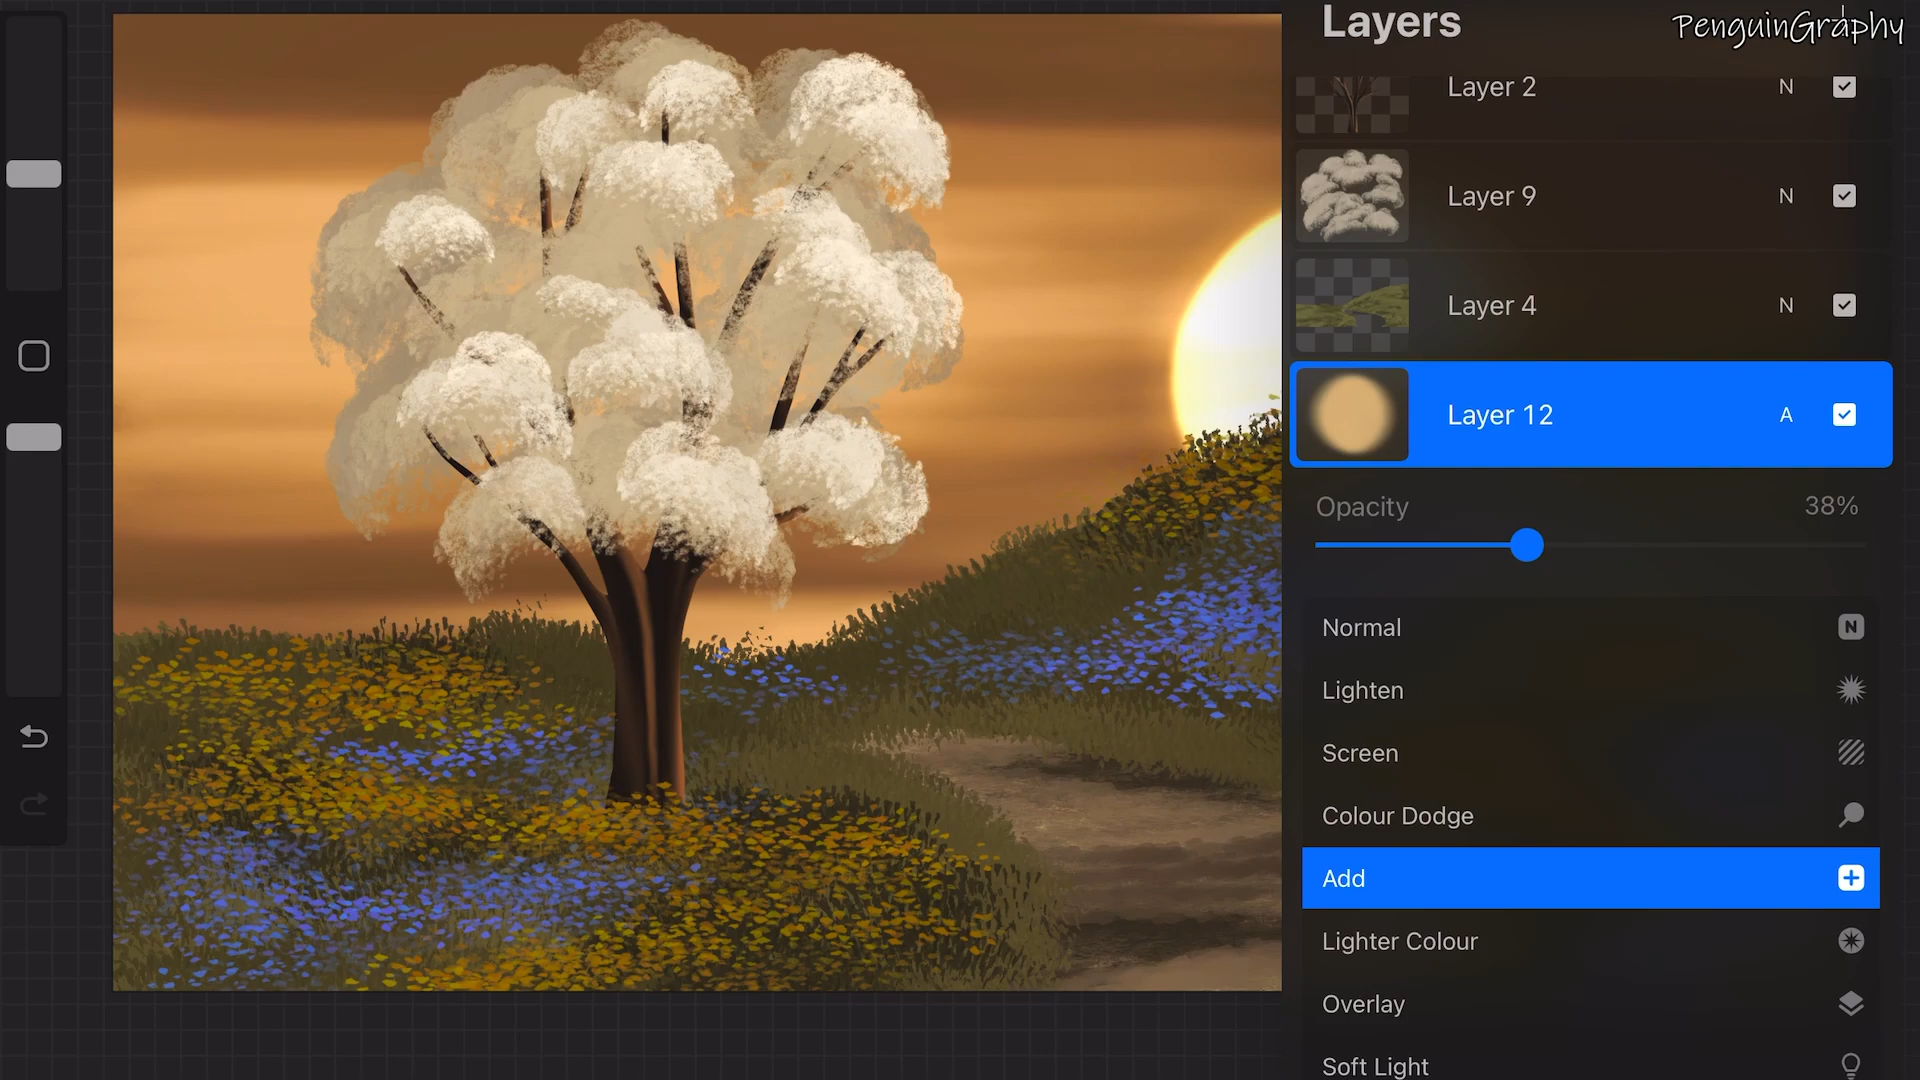 Layers
PenguinGraphy
Layer 2 N
Layer 9 N
Layer 4 N
Layer 12 A
Opacity 38%
Normal N
Lighten
Screen
Colour Dodge
Add
Lighter Colour
Overlay
Soft Light